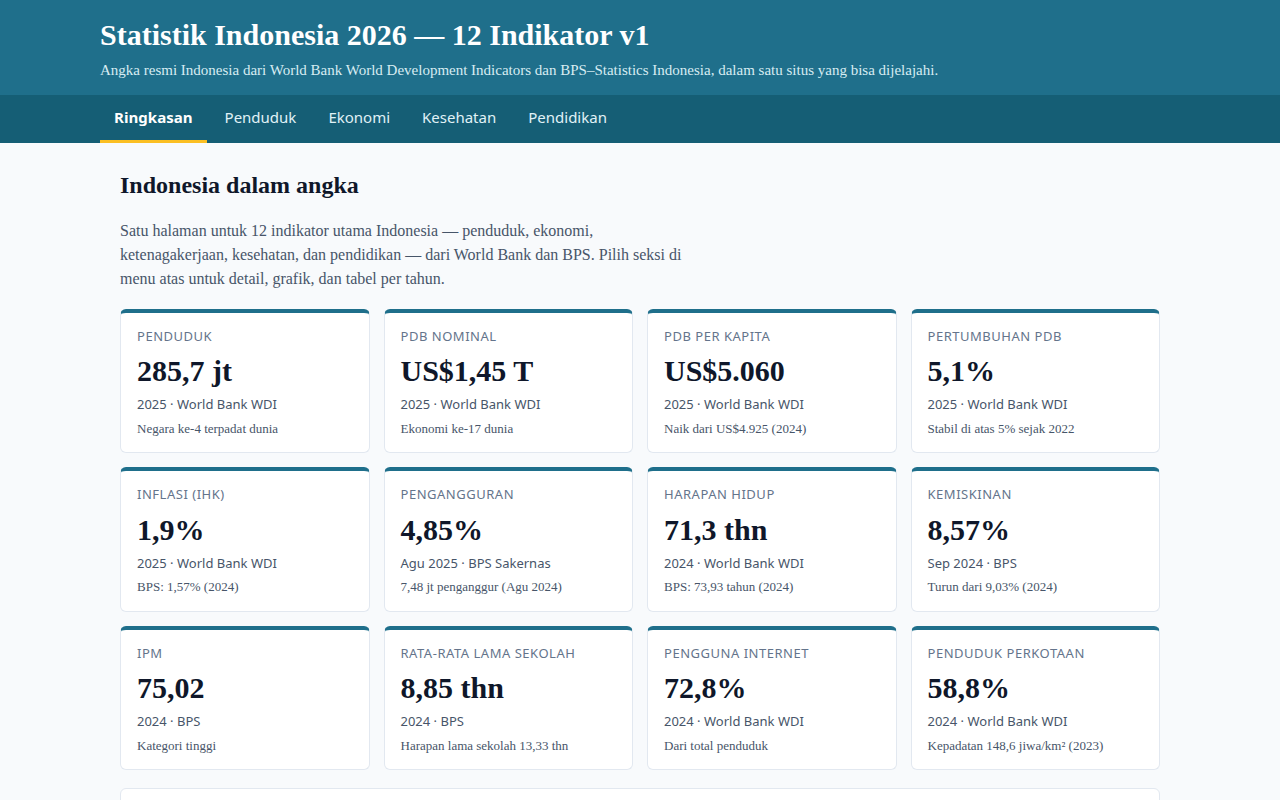 Statistik Indonesia 2026 — 12 Indikator v1
Angka resmi Indonesia dari World Bank World Development Indicators dan BPS–Statistics Indonesia, dalam satu situs yang bisa dijelajahi.
Ringkasan Penduduk Ekonomi Kesehatan Pendidikan
Indonesia dalam angka
Satu halaman untuk 12 indikator utama Indonesia — penduduk, ekonomi,
ketenagakerjaan, kesehatan, dan pendidikan — dari World Bank dan BPS. Pilih seksi di
menu atas untuk detail, grafik, dan tabel per tahun.
PENDUDUK
285,7 jt
2025 · World Bank WDI
Negara ke-4 terpadat dunia
PDB NOMINAL
US$1,45 T
2025 · World Bank WDI
Ekonomi ke-17 dunia
PDB PER KAPITA
US$5.060
2025 · World Bank WDI
Naik dari US$4.925 (2024)
PERTUMBUHAN PDB
5,1%
2025 · World Bank WDI
Stabil di atas 5% sejak 2022
INFLASI (IHK)
1,9%
2025 · World Bank WDI
BPS: 1,57% (2024)
PENGANGGURAN
4,85%
Agu 2025 · BPS Sakernas
7,48 jt penganggur (Agu 2024)
HARAPAN HIDUP
71,3 thn
2024 · World Bank WDI
BPS: 73,93 tahun (2024)
KEMISKINAN
8,57%
Sep 2024 · BPS
Turun dari 9,03% (2024)
IPM
75,02
2024 · BPS
Kategori tinggi
RATA-RATA LAMA SEKOLAH
8,85 thn
2024 · BPS
Harapan lama sekolah 13,33 thn
PENGGUNA INTERNET
72,8%
2024 · World Bank WDI
Dari total penduduk
PENDUDUK PERKOTAAN
58,8%
2024 · World Bank WDI
Kepadatan 148,6 jiwa/km² (2023)